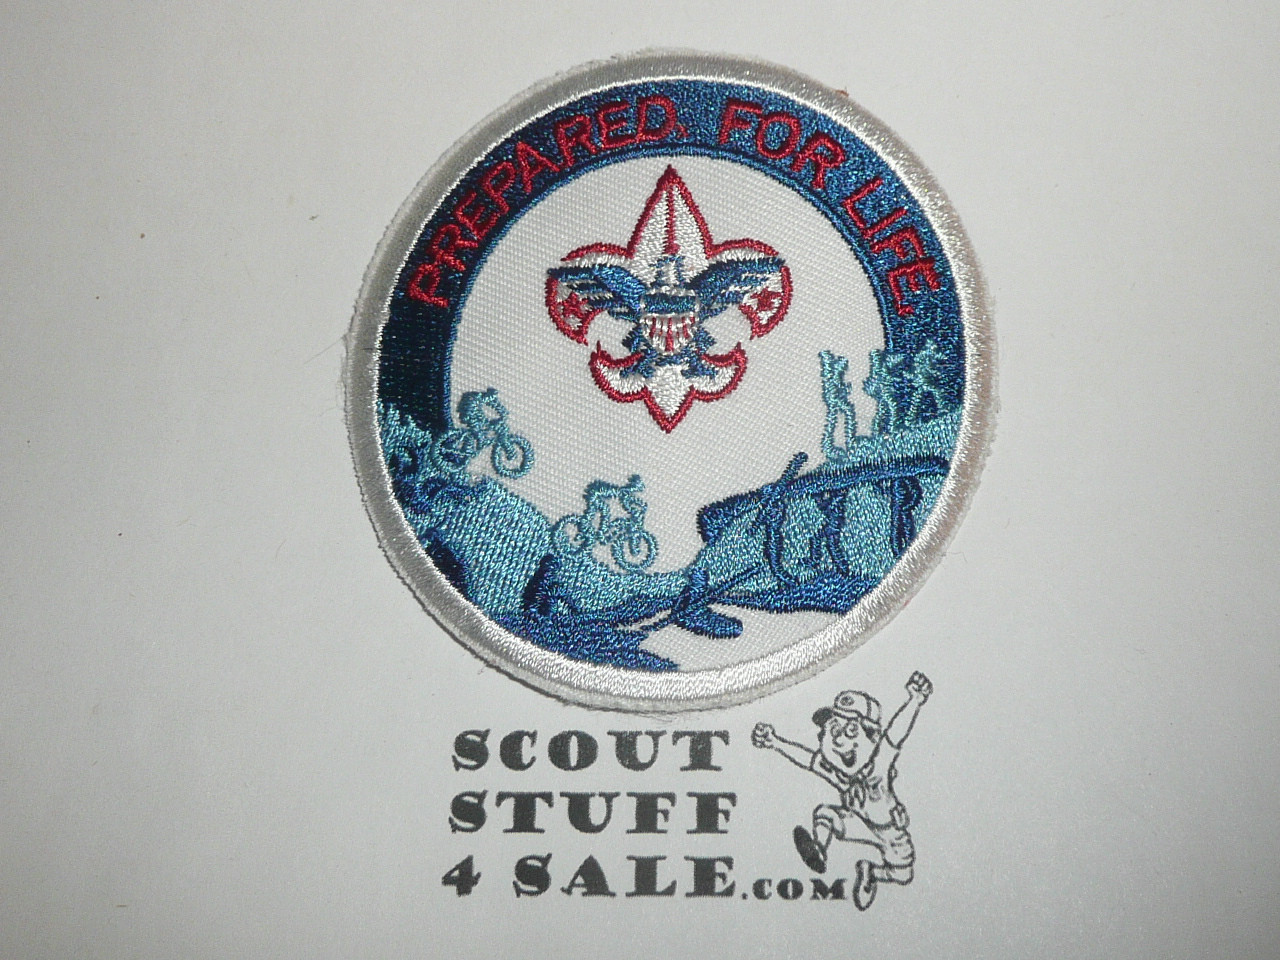 PREPARED. FOR LIFE
SCOUT
STUFF
4 SALE.COM